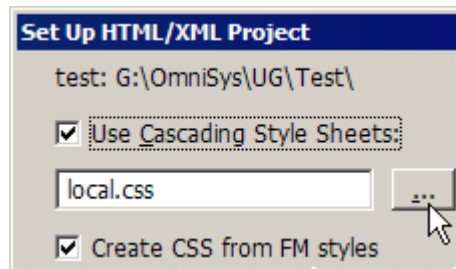 Set Up HTML/XML Project
test: G:\OmniSys\UG\Test\
Use Cascading Style Sheets:
local.css ...
Create CSS from FM styles